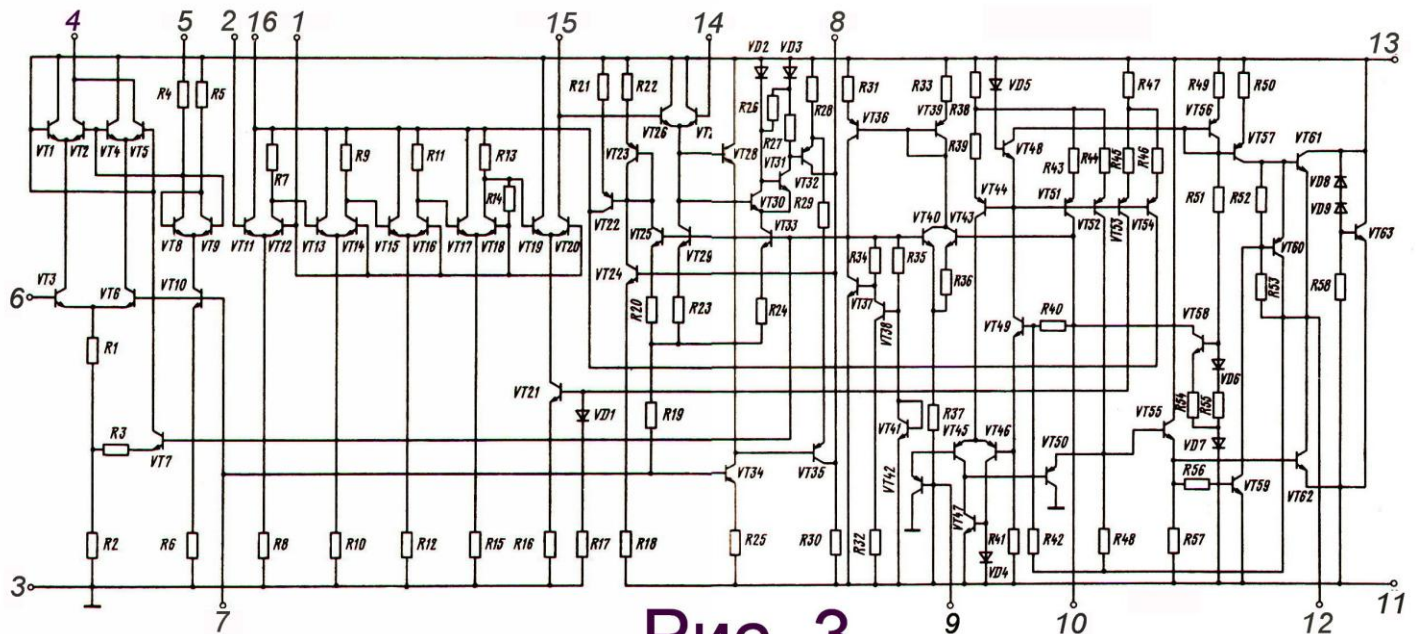 4 5 2 16 1 15 14 8 13
VD2 VD3
R4 R5 R21 R22 R26 R28 R31 R33 R38 VD5 R47 R49 R50
VT1 VT2 VT4 VT5 R7 R9 R11 R13 VT26 R27 VT36 VT39 VT56
VT23 VT28 VT31 R39 VT48 R43 R44 R45 R46 VT57 VT61
R14 VT32 VD8
VT22 VT30 R29 VT44 VT51 R51 R52 VD9
VT8 VT9 VT11 VT12 VT13 VT14 VT15 VT16 VT17 VT18 VT19 VT20 VT25 VT33 VT40 VT43 VT52 VT53 VT54 VT60 VT63
VT29 R34 R35
VT3 VT6 VT10 VT24 R36 R53 R58
6 R20 R23 R24 VT37 VT38 VT49 R40 VT58
R1
VT21 VD1 R19 R37 R54 R55 VD6
R3 VT7 VT41 VT45 VT46 VT50 VT55 VD7
VT34 VT35 VT42 R56 VT59 VT62
VT47
R2 R6 R8 R10 R12 R15 R16 R17 R18 R25 R30 R32 R41 R42 R48 R57
VD4
3 11
7 9 10 12